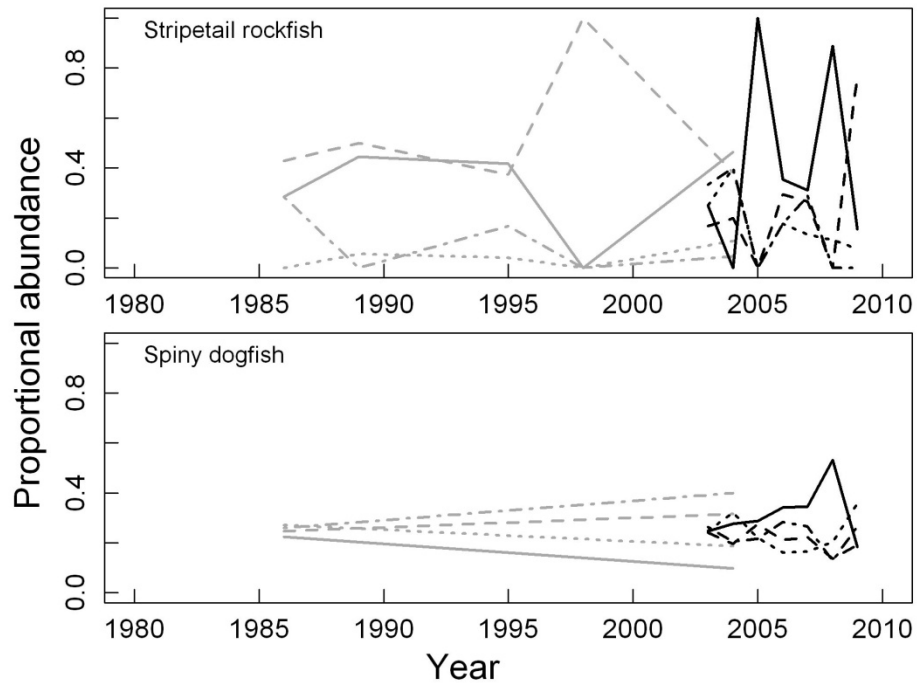 Stripetail rockfish
0.0 0.4 0.8
1980 1985 1990 1995 2000 2005 2010
Proportional abundance
Spiny dogfish
0.0 0.4 0.8
1980 1985 1990 1995 2000 2005 2010
Year